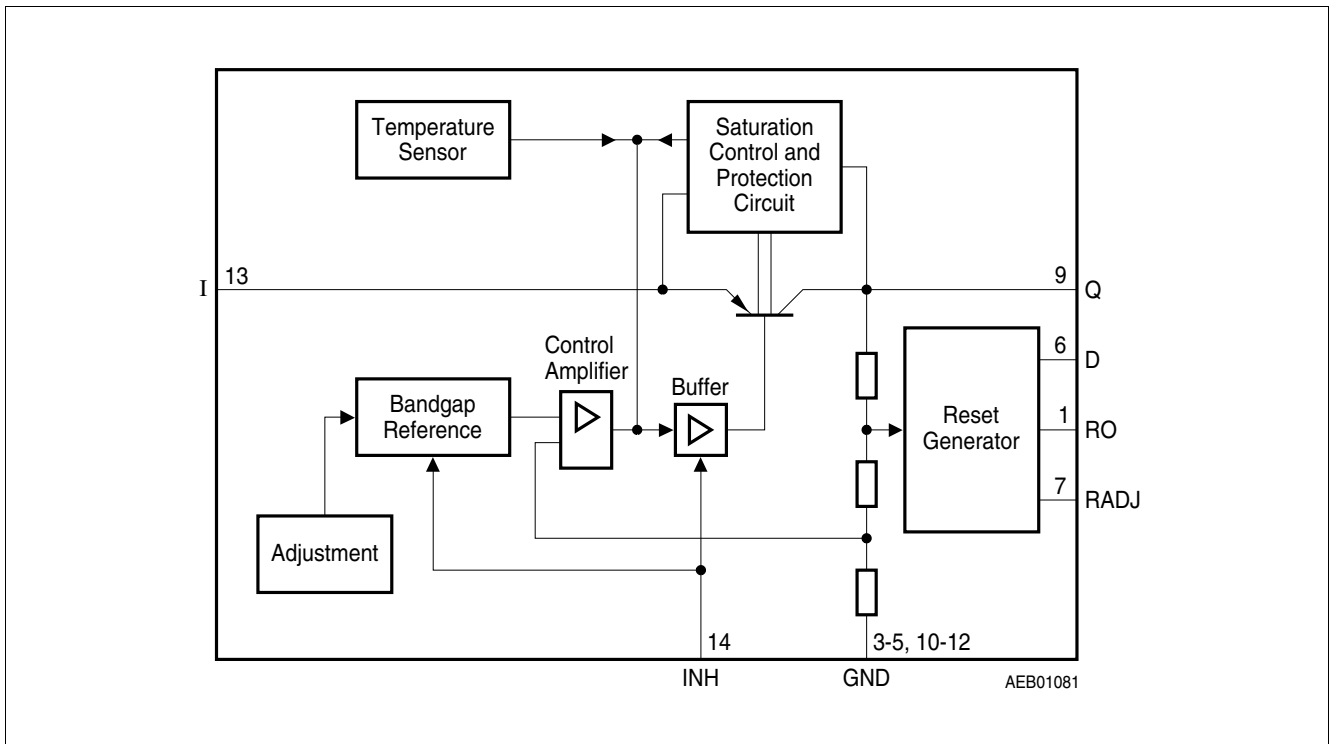 Temperature
Sensor
Saturation
Control and
Protection
Circuit
I
13
9
Q
Control
Amplifier
Buffer
Bandgap
Reference
Reset
Generator
6
D
1
RO
7
RADJ
Adjustment
14
3-5, 10-12
INH
GND
AEB01081